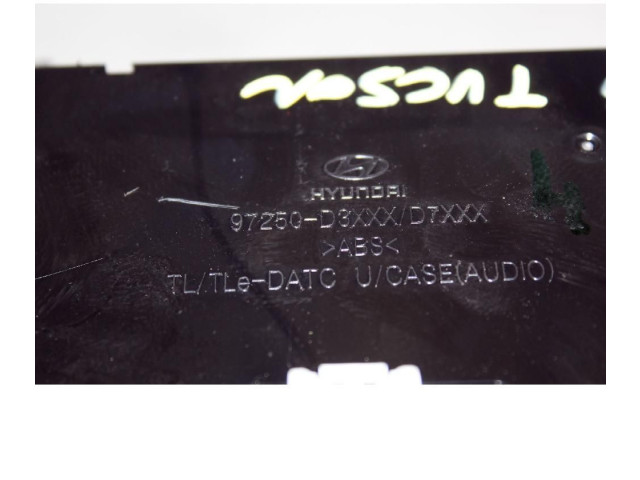 TUCSON
HYUNDAI
97250-D3XXX/D7XXX
>ABS<
TL/TLe-DATC U/CASE(AUDIO)